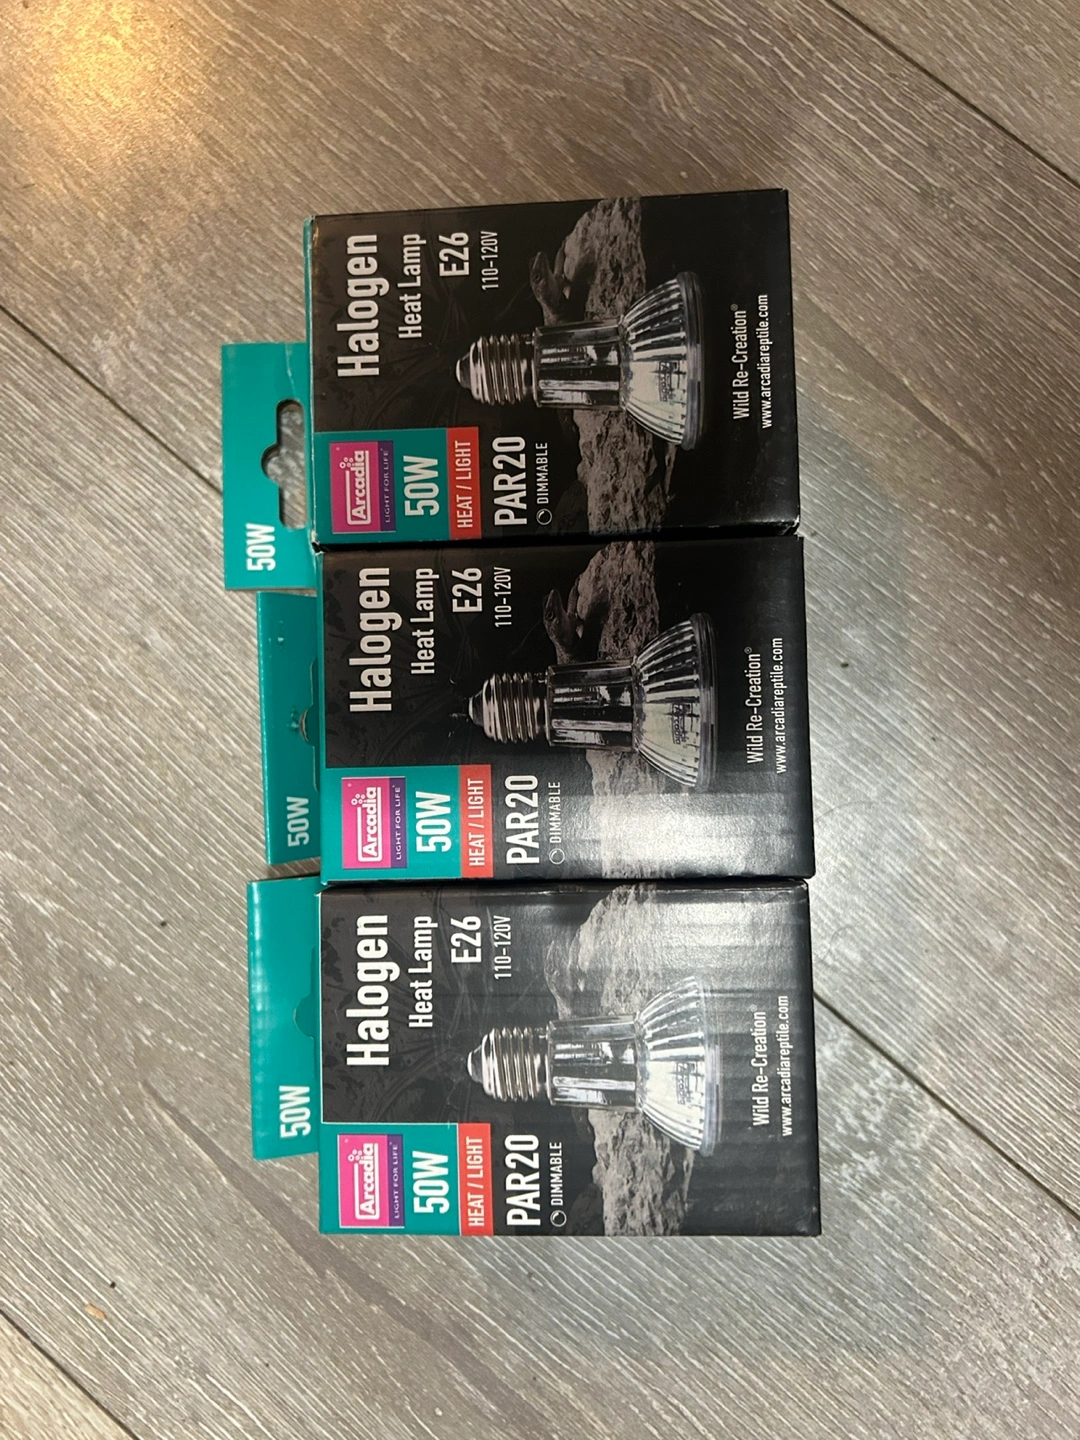 50W
Arcadia
LIGHT FOR LIFE
50W
HEAT / LIGHT
PAR20
DIMMABLE
Halogen
Heat Lamp
E26
110-120V
Wild Re-Creation®
www.arcadiareptile.com
50W
Arcadia
LIGHT FOR LIFE
50W
HEAT / LIGHT
PAR20
DIMMABLE
Halogen
Heat Lamp
E26
110-120V
Arcadia
Wild Re-Creation®
www.arcadiareptile.com
50W
Arcadia
LIGHT FOR LIFE
50W
HEAT / LIGHT
PAR20
DIMMABLE
Halogen
Heat Lamp
E26
110-120V
Wild Re-Creation®
www.arcadiareptile.com